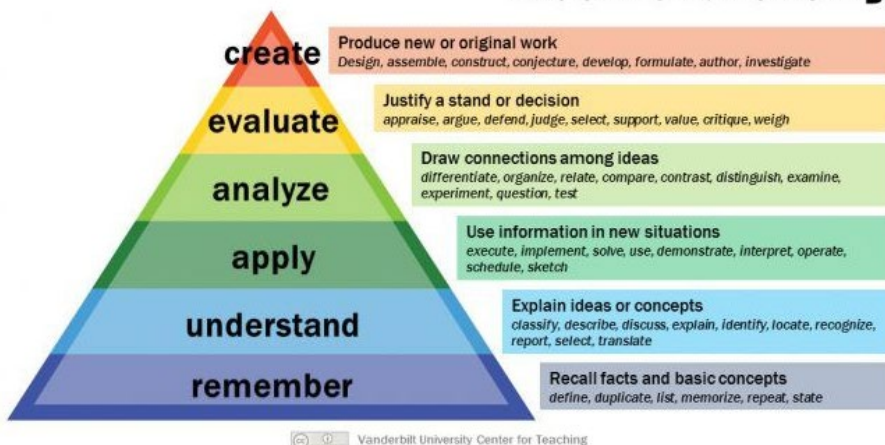 create
Produce new or original work
Design, assemble, construct, conjecture, develop, formulate, author, investigate
evaluate
Justify a stand or decision
appraise, argue, defend, judge, select, support, value, critique, weigh
analyze
Draw connections among ideas
differentiate, organize, relate, compare, contrast, distinguish, examine,
experiment, question, test
apply
Use information in new situations
execute, implement, solve, use, demonstrate, interpret, operate,
schedule, sketch
understand
Explain ideas or concepts
classify, describe, discuss, explain, identify, locate, recognize,
report, select, translate
remember
Recall facts and basic concepts
define, duplicate, list, memorize, repeat, state
cc
Vanderbilt University Center for Teaching